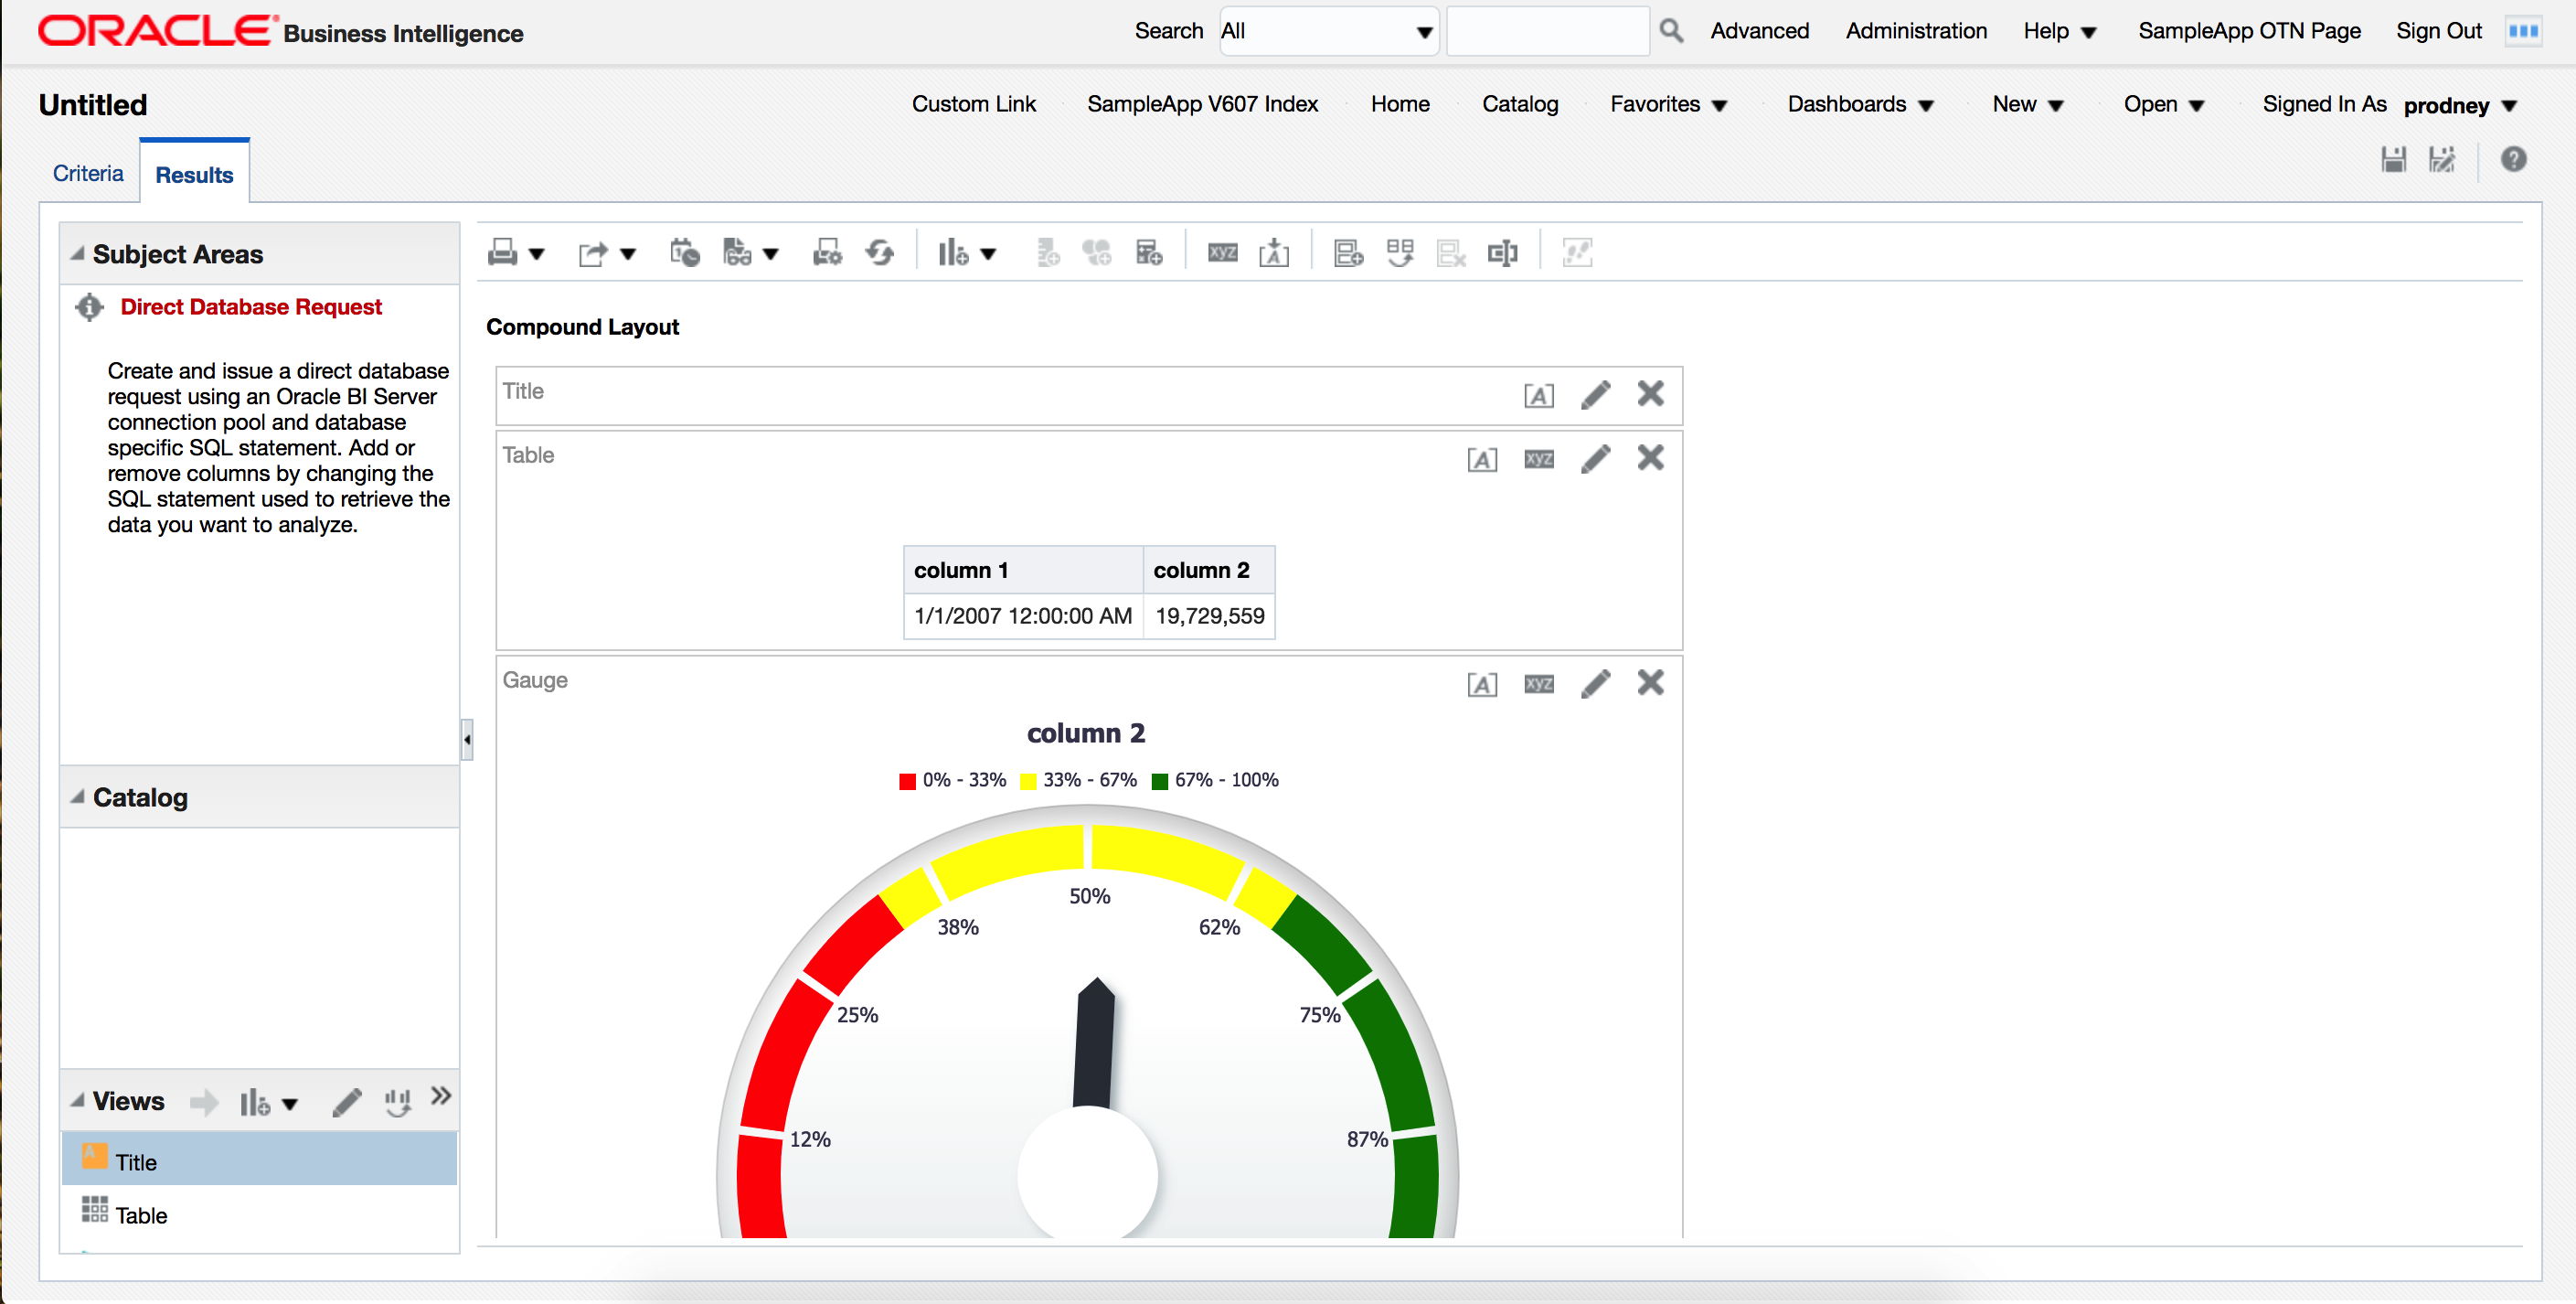 ORACLE Business Intelligence
Search All Advanced Administration Help SampleApp OTN Page Sign Out
Untitled
Custom Link SampleApp V607 Index Home Catalog Favorites Dashboards New Open Signed In As prodney
Criteria Results
Subject Areas
Direct Database Request
Create and issue a direct database
request using an Oracle BI Server
connection pool and database
specific SQL statement. Add or
remove columns by changing the
SQL statement used to retrieve the
data you want to analyze.
Catalog
Views
Title
Table
xyz A
Compound Layout
Title A
Table A xyz
column 1 column 2
1/1/2007 12:00:00 AM 19,729,559
Gauge A xyz
column 2
0% - 33% 33% - 67% 67% - 100%
50%
38% 62%
25% 75%
12% 87%